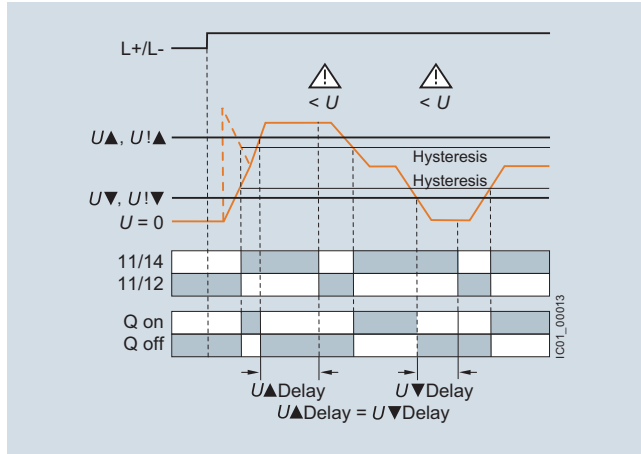 L+/L-
! !
< U < U
U▲, U!▲
Hysteresis
Hysteresis
U▼, U!▼
U = 0
11/14
11/12
Q on
Q off
IC01_00013
U▲Delay U▼Delay
U▲Delay = U▼Delay